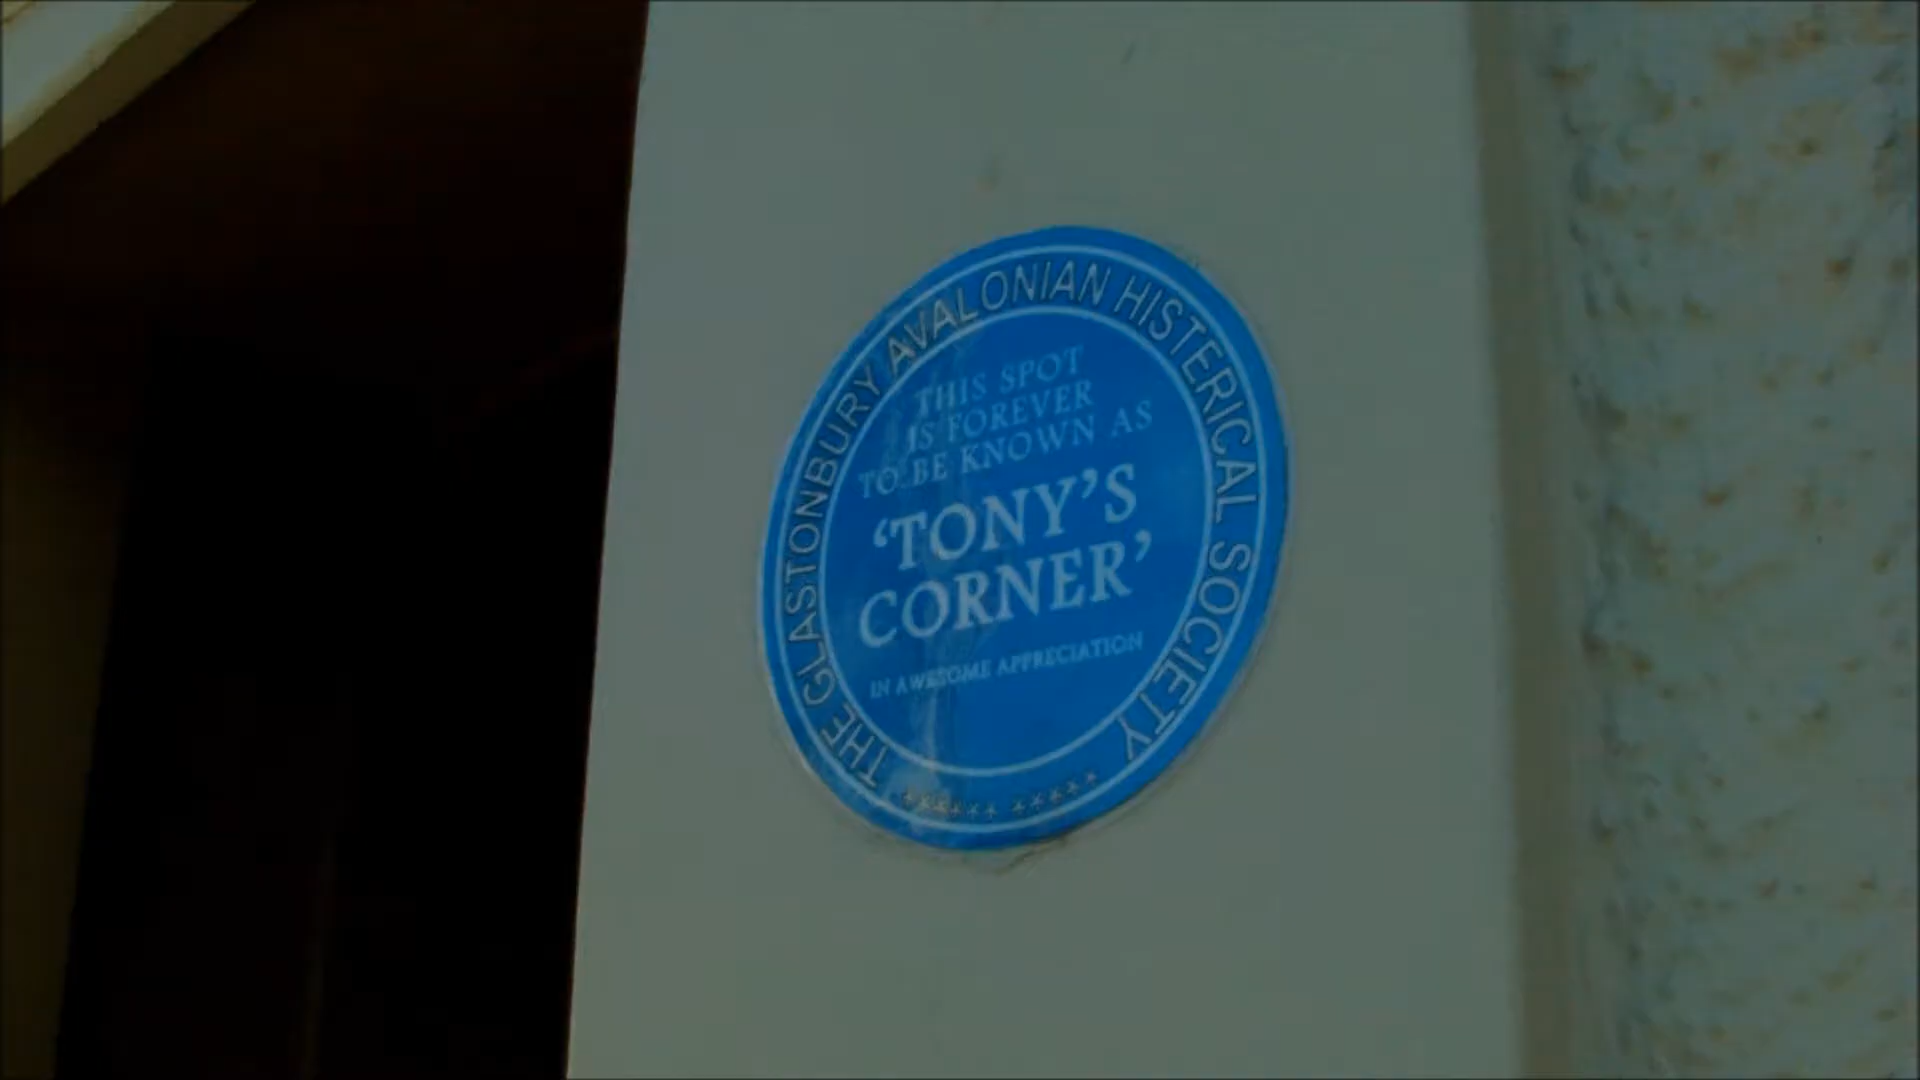 THE GLASTONBURY AVALONIAN HISTERICAL SOCIETY
THIS SPOT
IS FOREVER
TO BE KNOWN AS
‘TONY’S
CORNER’
IN AWESOME APPRECIATION